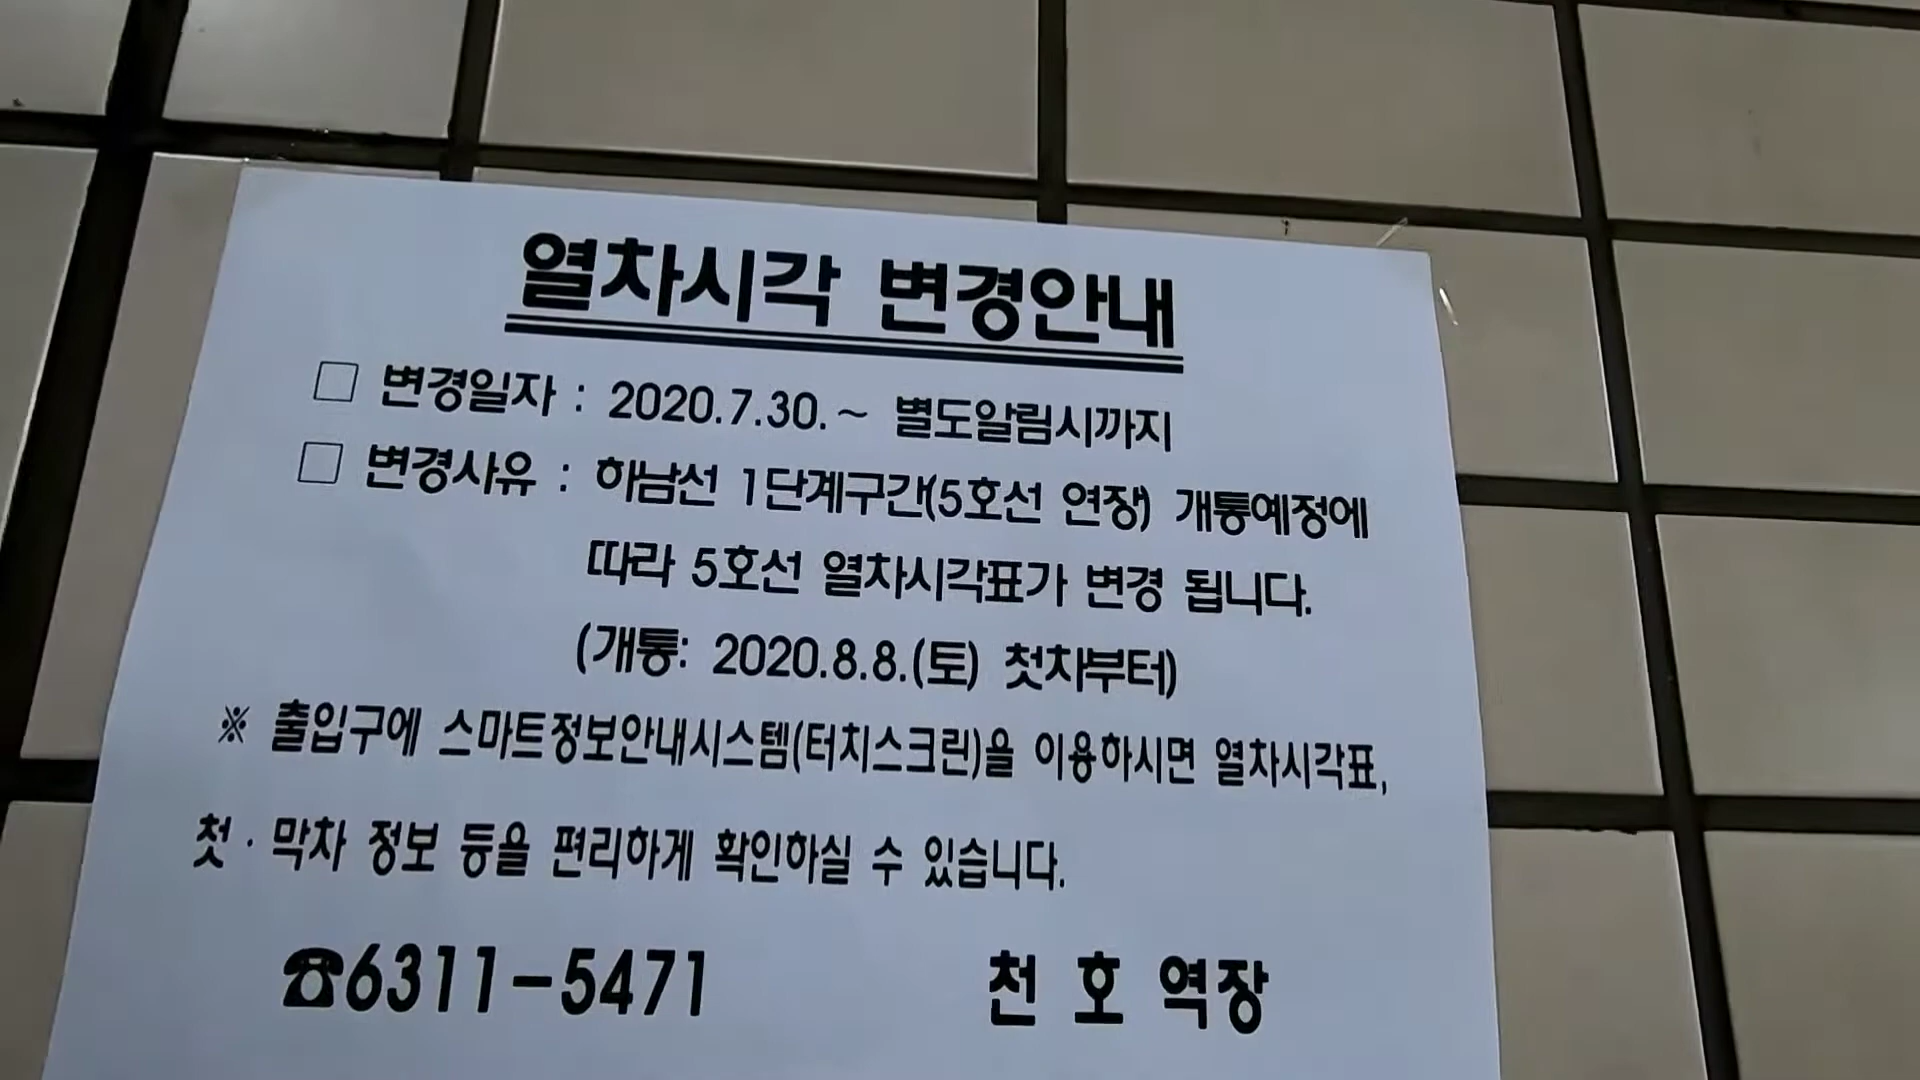 열차시각 변경안내
□ 변경일자 : 2020.7.30.~ 별도알림시까지
□ 변경사유 : 하남선 1단계구간(5호선 연장) 개통예정에
따라 5호선 열차시각표가 변경 됩니다.
(개통: 2020.8.8.(토) 첫차부터)
※ 출입구에 스마트정보안내시스템(터치스크린)을 이용하시면 열차시각표,
첫·막차 정보 등을 편리하게 확인하실 수 있습니다.
☎6311-5471 천 호 역장